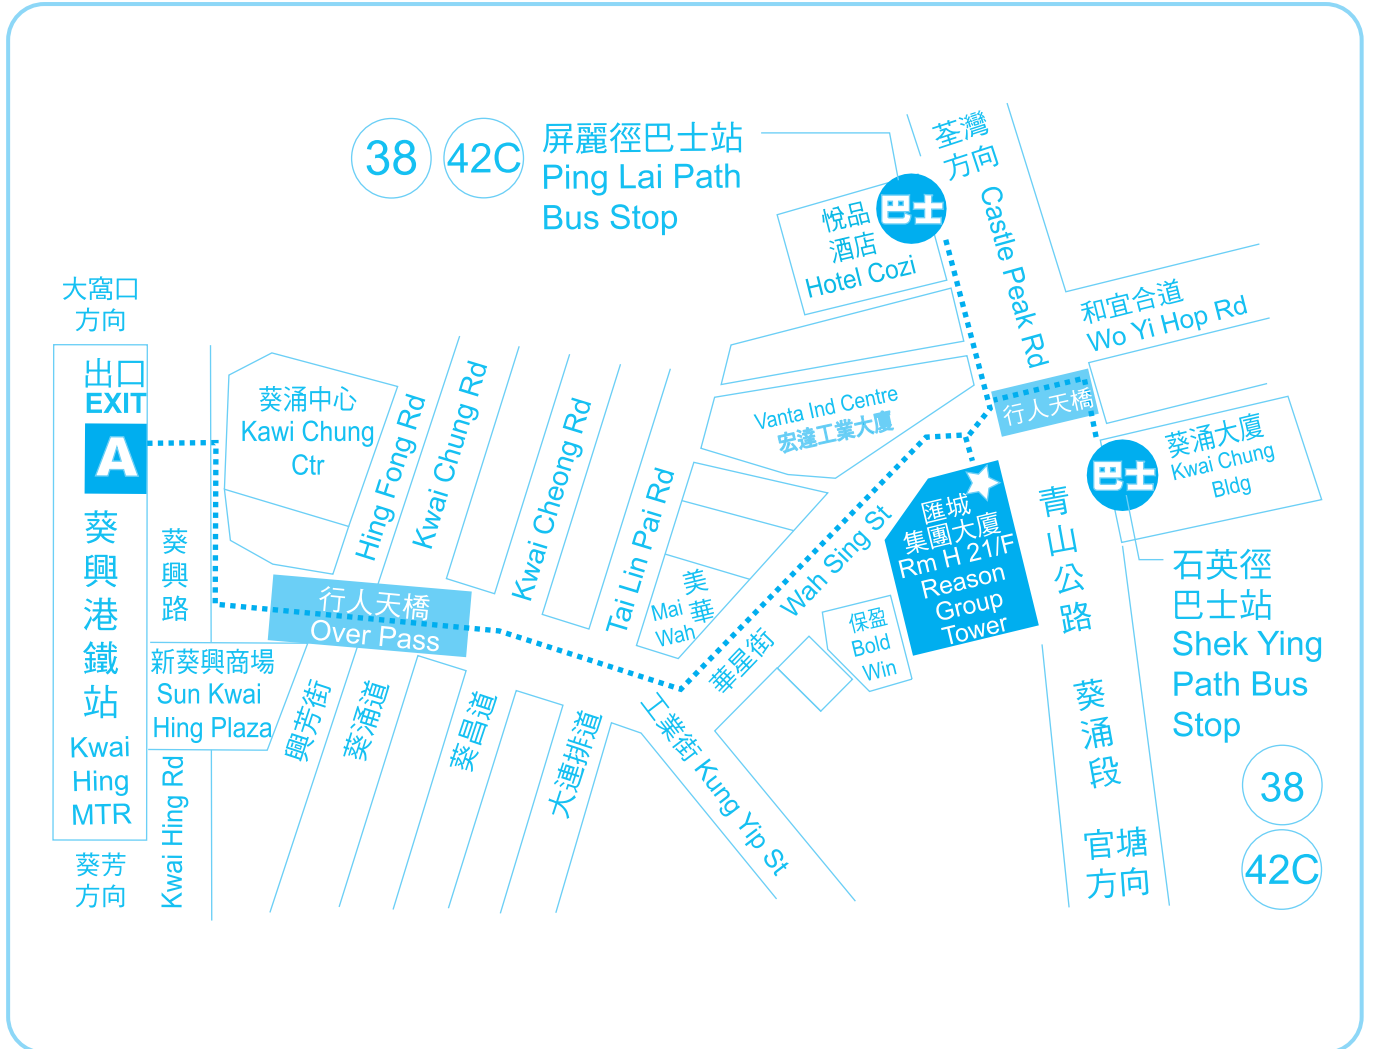 38
42C
屏麗徑巴士站
Ping Lai Path
Bus Stop
荃灣
方向
Castle Peak Rd
巴士
悅品
酒店
Hotel Cozi
和宜合道
Wo Yi Hop Rd
大窩口
方向
出口
EXIT
A
葵興港鐵站
Kwai
Hing
MTR
葵芳
方向
葵興路
Kwai Hing Rd
葵涌中心
Kawi Chung
Ctr
Hing Fong Rd
Kwai Chung Rd
Kwai Cheong Rd
Tai Lin Pai Rd
Vanta Ind Centre
宏達工業大廈
行人天橋
巴士
葵涌大廈
Kwai Chung
Bldg
匯城
集團大廈
Rm H 21/F
Reason
Group
Tower
青山公路
葵涌段
官塘
方向
石英徑
巴士站
Shek Ying
Path Bus
Stop
38
42C
行人天橋
Over Pass
新葵興商場
Sun Kwai
Hing Plaza
興芳街
葵涌道
葵昌道
大連排道
美華
Mai
Wah
Wah Sing St
華星街
保盈
Bold
Win
工業街 Kung Yip St